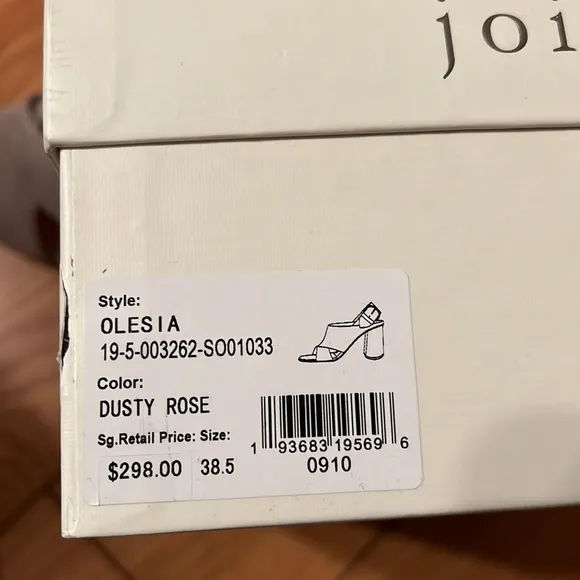 joi
Style:
OLESIA
19-5-003262-SO01033
Color:
DUSTY ROSE
Sg.Retail Price: Size:
$298.00 38.5
1 93683 19569 6
0910